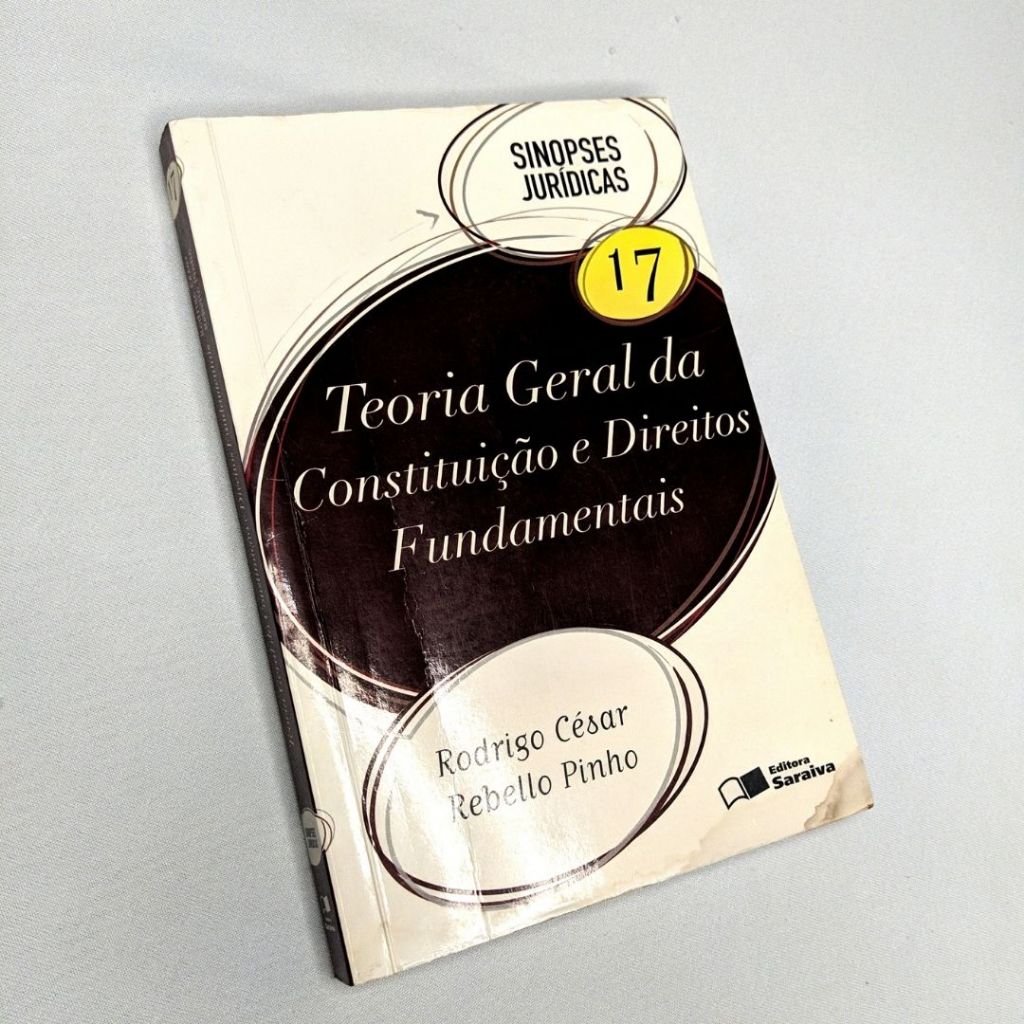 SINOPSES
JURÍDICAS
17
Teoria Geral da
Constituição e Direitos
Fundamentais
Rodrigo César
Rebello Pinho
Editora
Saraiva